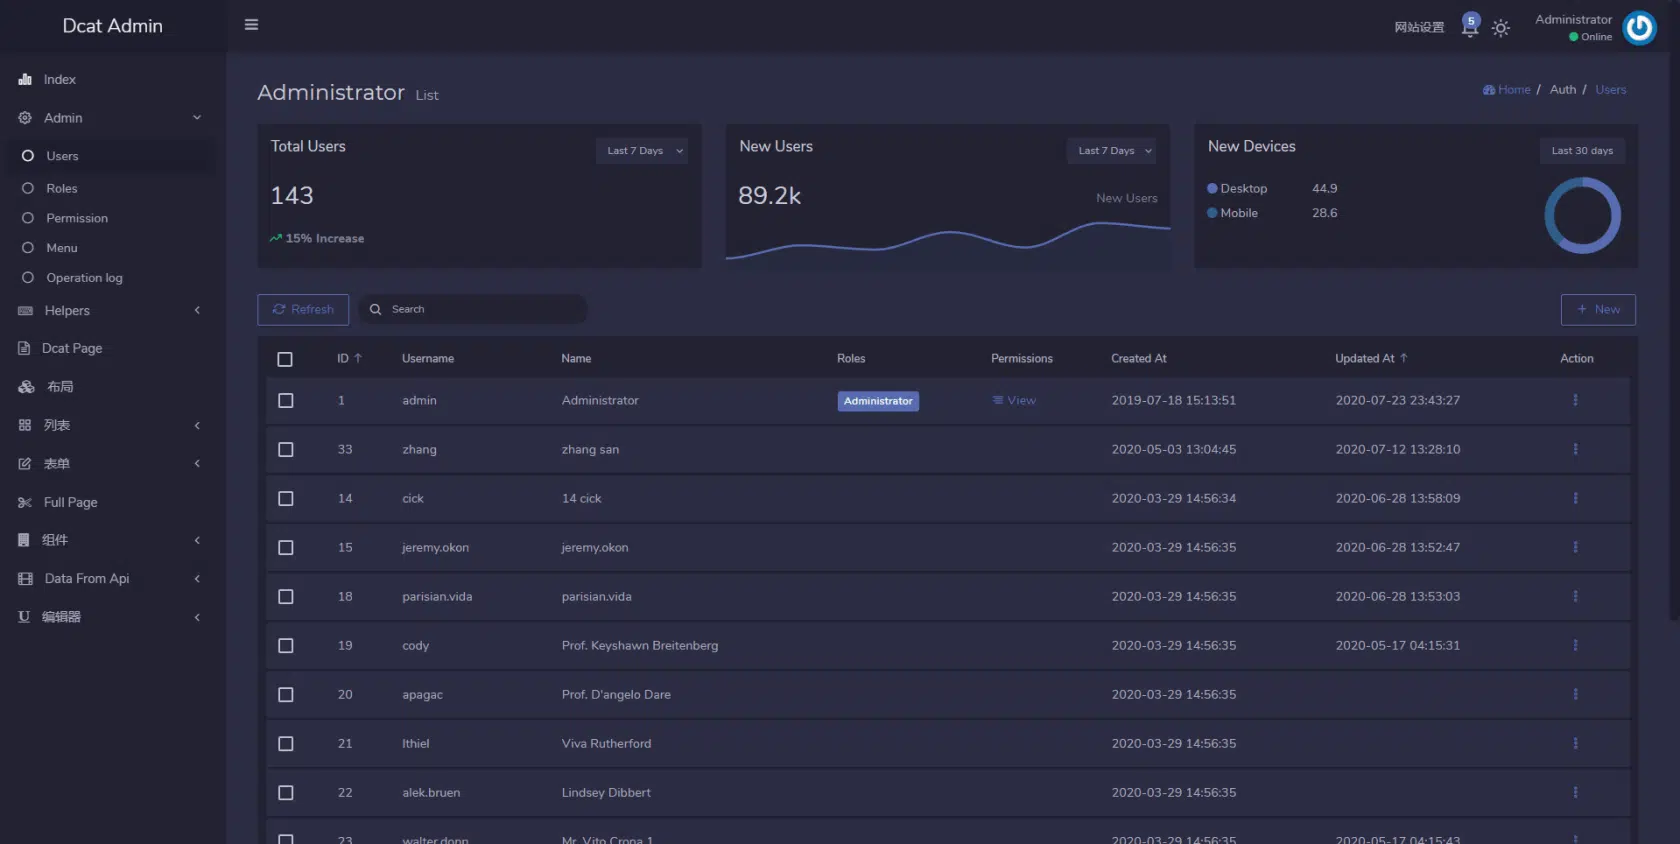 Dcat Admin
网站设置
5
Administrator
Online
Index
Admin
Users
Roles
Permission
Menu
Operation log
Helpers
Dcat Page
布局
列表
表单
Full Page
组件
Data From Api
编辑器
Administrator List
Home / Auth / Users
Total Users
Last 7 Days
143
15% Increase
New Users
Last 7 Days
89.2k
New Users
New Devices
Last 30 days
Desktop 44.9
Mobile 28.6
Refresh
Search
+ New
ID Username Name Roles Permissions Created At Updated At Action
1 admin Administrator Administrator View 2019-07-18 15:13:51 2020-07-23 23:43:27
33 zhang zhang san 2020-05-03 13:04:45 2020-07-12 13:28:10
14 cick 14 cick 2020-03-29 14:56:34 2020-06-28 13:58:09
15 jeremy.okon jeremy.okon 2020-03-29 14:56:35 2020-06-28 13:52:47
18 parisian.vida parisian.vida 2020-03-29 14:56:35 2020-06-28 13:53:03
19 cody Prof. Keyshawn Breitenberg 2020-03-29 14:56:35 2020-05-17 04:15:31
20 apagac Prof. D'angelo Dare 2020-03-29 14:56:35
21 lthiel Viva Rutherford 2020-03-29 14:56:35
22 alek.bruen Lindsey Dibbert 2020-03-29 14:56:35
23 walter.donn Mr. Vito Crona 1 2020-03-29 14:56:35 2020-05-17 04:15:43